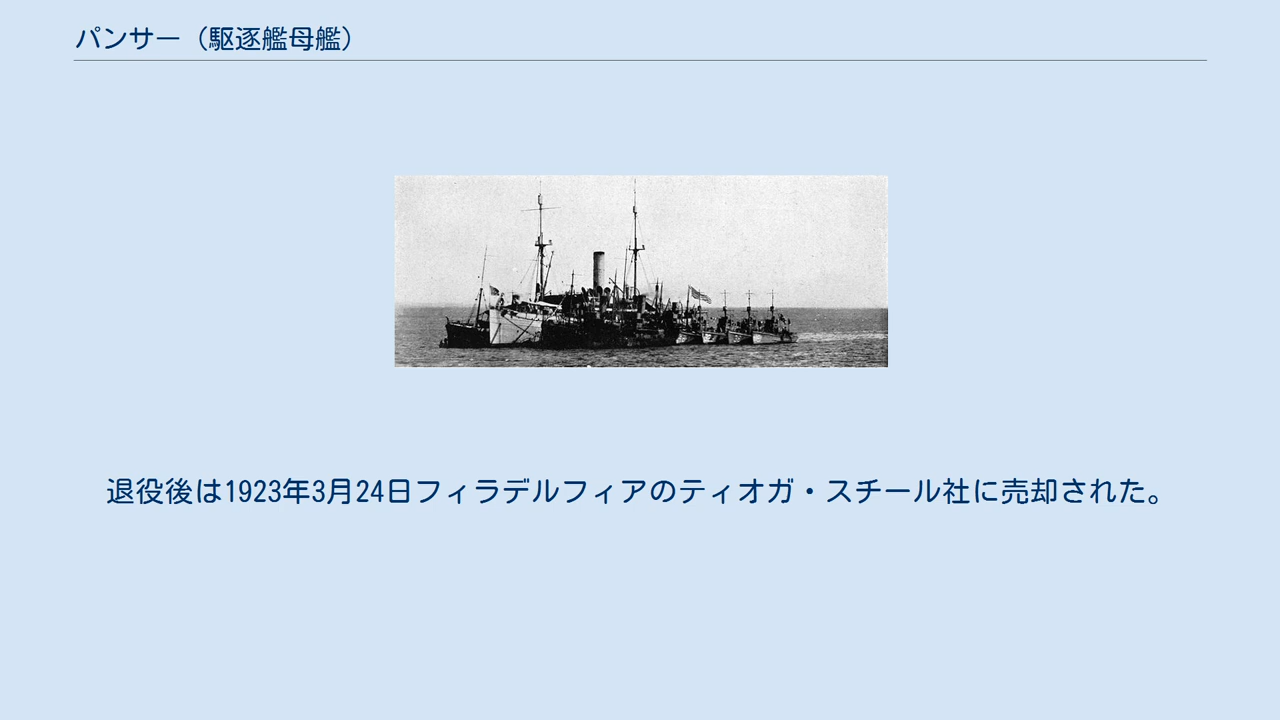 パンサー（駆逐艦母艦）
退役後は1923年3月24日フィラデルフィアのティオガ・スチール社に売却された。